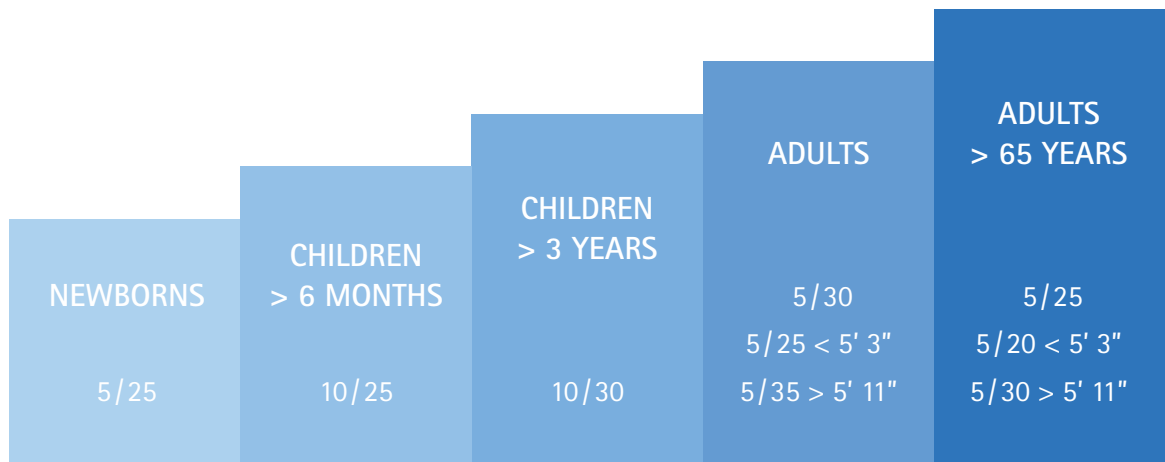 NEWBORNS
5/25
CHILDREN
> 6 MONTHS
10/25
CHILDREN
> 3 YEARS
10/30
ADULTS
5/30
5/25 < 5' 3"
5/35 > 5' 11"
ADULTS
> 65 YEARS
5/25
5/20 < 5' 3"
5/30 > 5' 11"